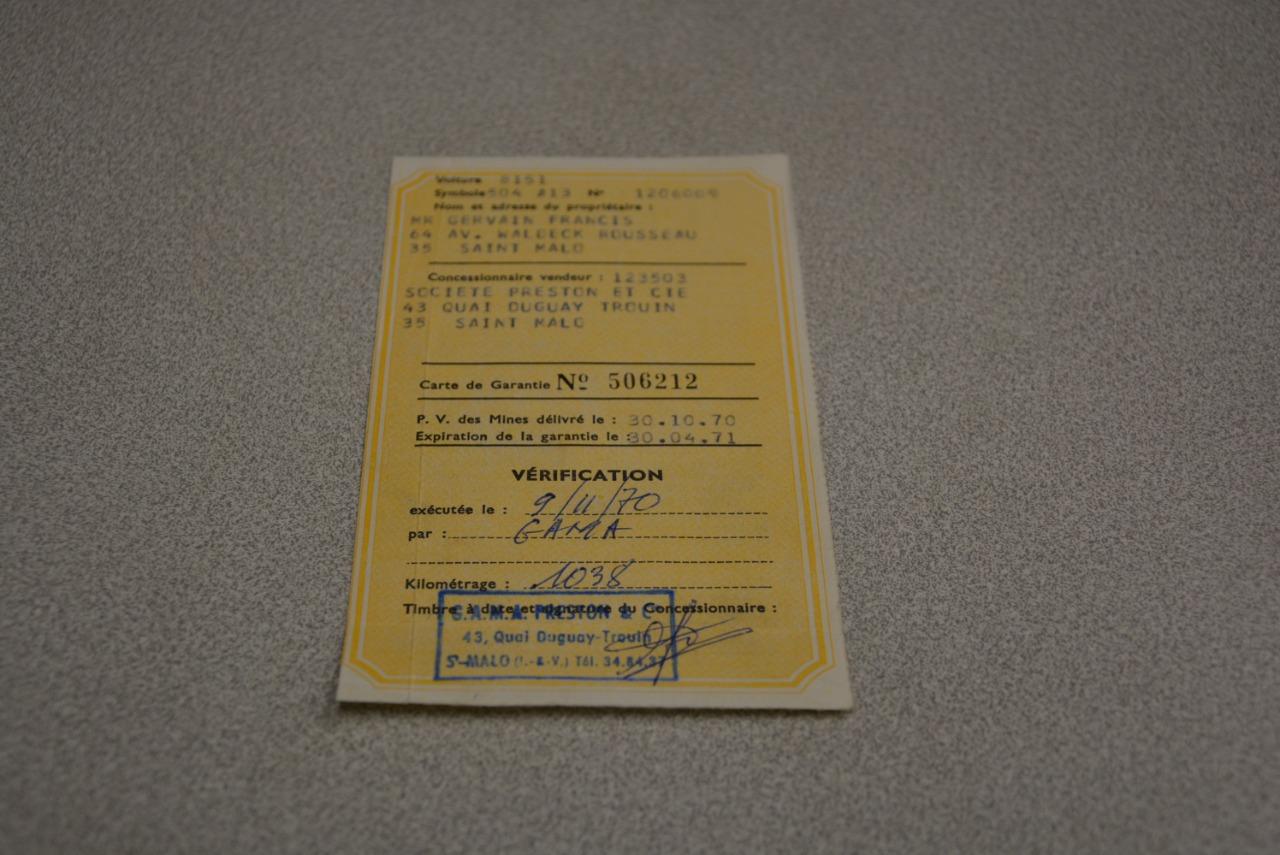 Voiture 8151
Symbole 504 A13 Nº 1206009
Nom et adresse du propriétaire :
MR GERVAIN FRANCIS
64 AV. WALDECK ROUSSEAU
35 SAINT MALO
Concessionnaire vendeur : 123503
SOCIETE PRESTON ET CIE
43 QUAI DUGUAY TROUIN
35 SAINT MALO
Carte de Garantie Nº 506212
P. V. des Mines délivré le : 30.10.70
Expiration de la garantie le : 30.04.71
VÉRIFICATION
exécutée le : 9/11/70
par : GAMA
Kilométrage : 1038
Timbre à date et signature du Concessionnaire :
G.A.M.A. PRESTON & Cie
43, Quai Duguay-Trouin
St-MALO (I.-&-V.) Tél. 34.84.37